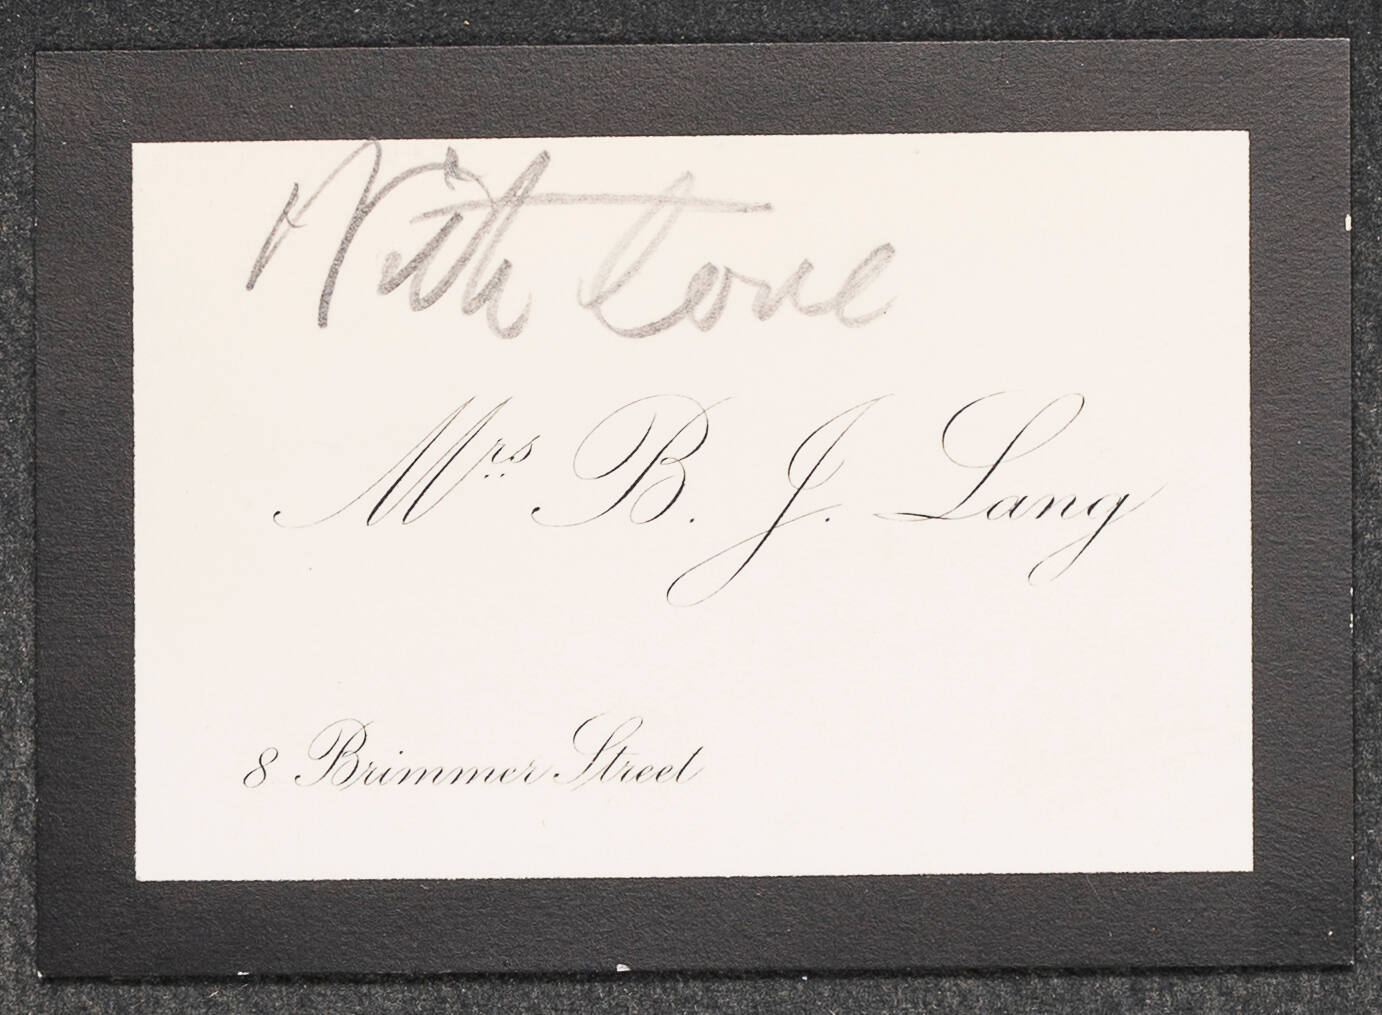 With love
Mrs B. J. Lang
8 Brimmer Street